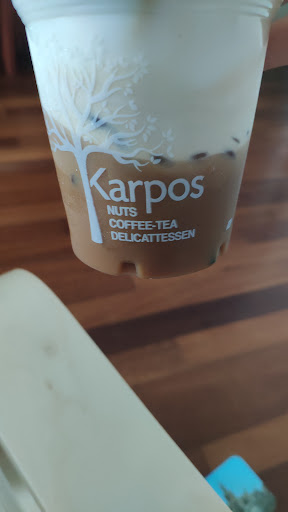 Karpos
NUTS
COFFEE-TEA
DELICATTESSEN